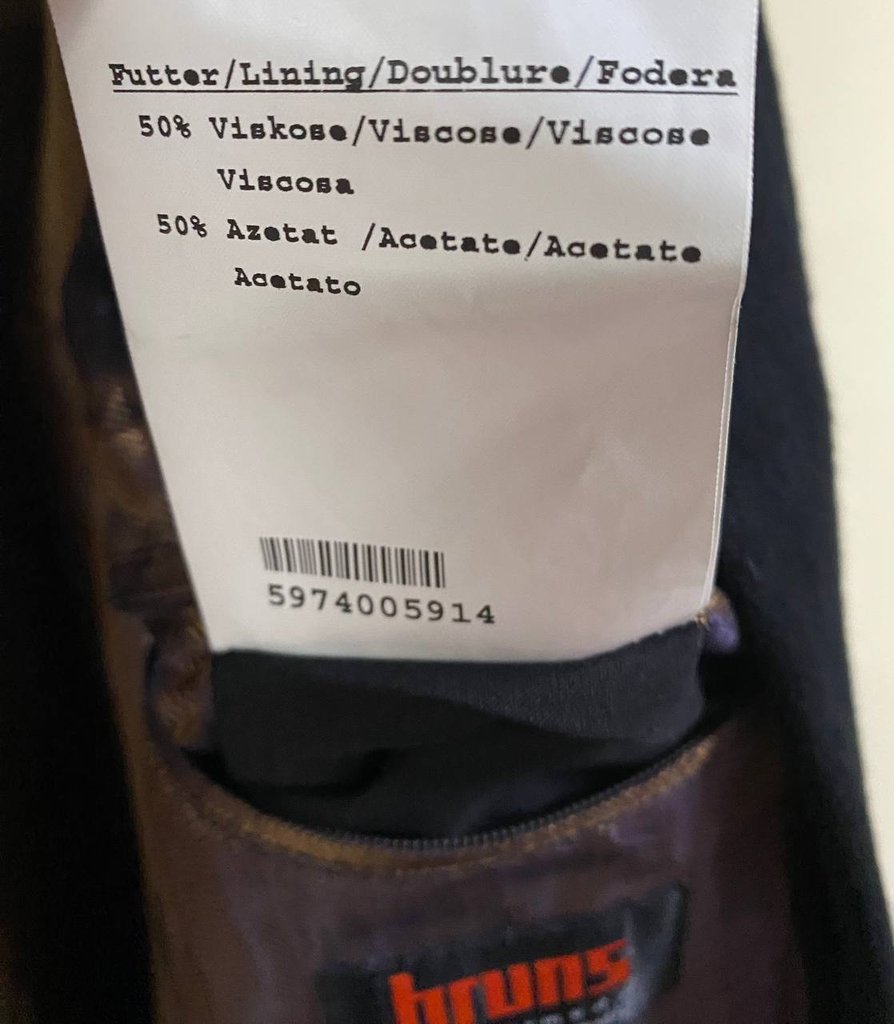 Futter/Lining/Doublure/Fodera
50% Viskose/Viscose/Viscose
Viscosa
50% Azetat /Acetate/Acetate
Acetato
5974005914
bruns